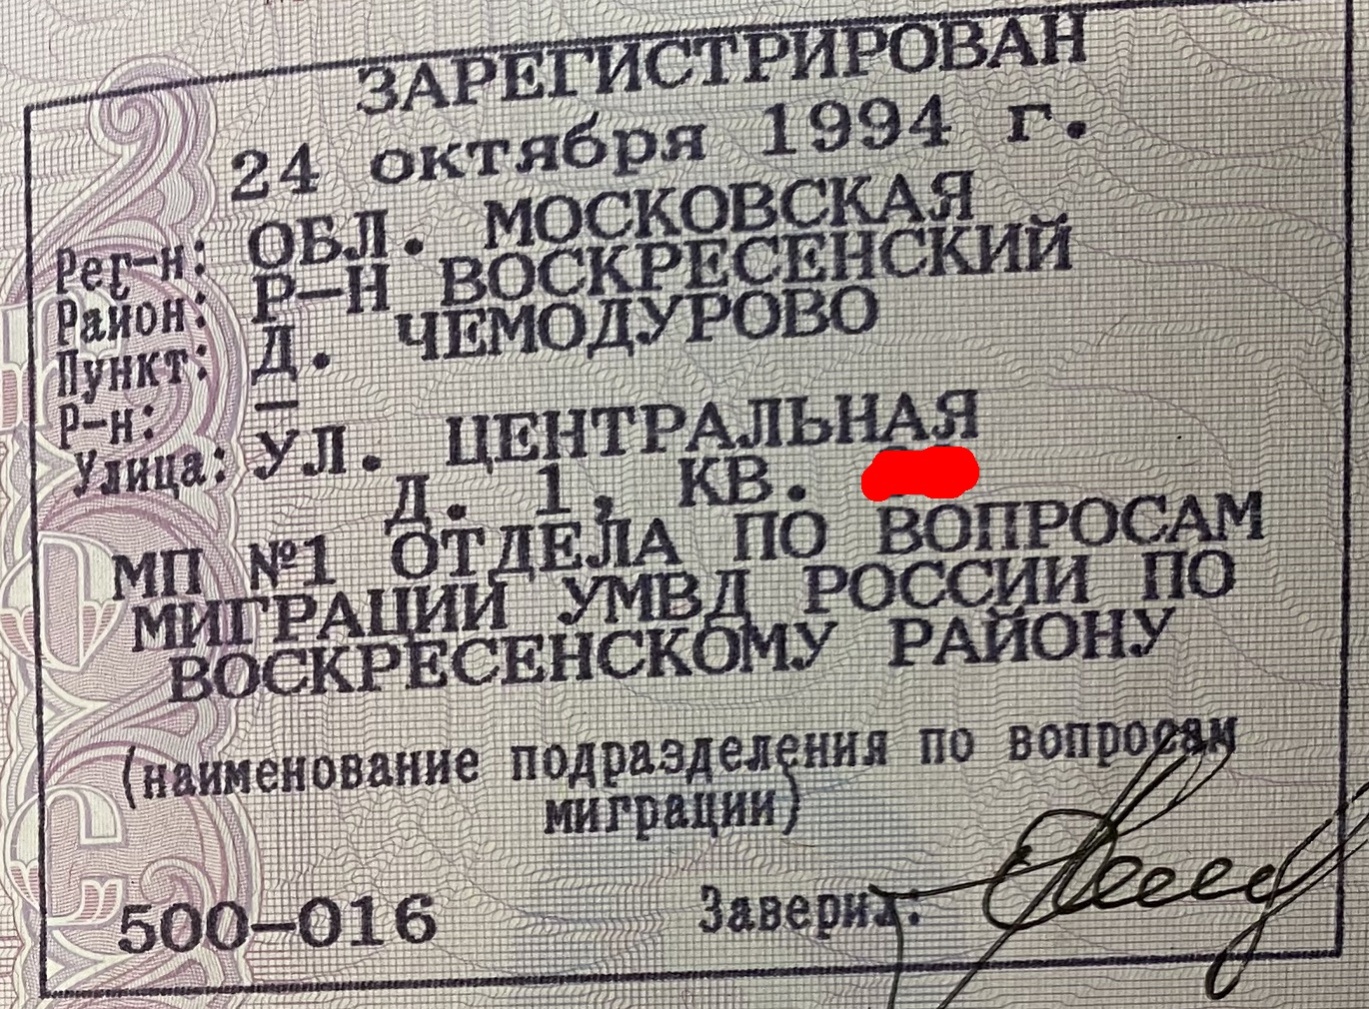 ЗАРЕГИСТРИРОВАН
24 октября 1994 г.
Рег-н: ОБЛ. МОСКОВСКАЯ
Район: Р-Н ВОСКРЕСЕНСКИЙ
Пункт: Д. ЧЕМОДУРОВО
Р-н: –
Улица: УЛ. ЦЕНТРАЛЬНАЯ
Д. 1, КВ.
МП №1 ОТДЕЛА ПО ВОПРОСАМ
МИГРАЦИИ УМВД РОССИИ ПО
ВОСКРЕСЕНСКОМУ РАЙОНУ
(наименование подразделения по вопросам
миграции)
500-016 Заверил: